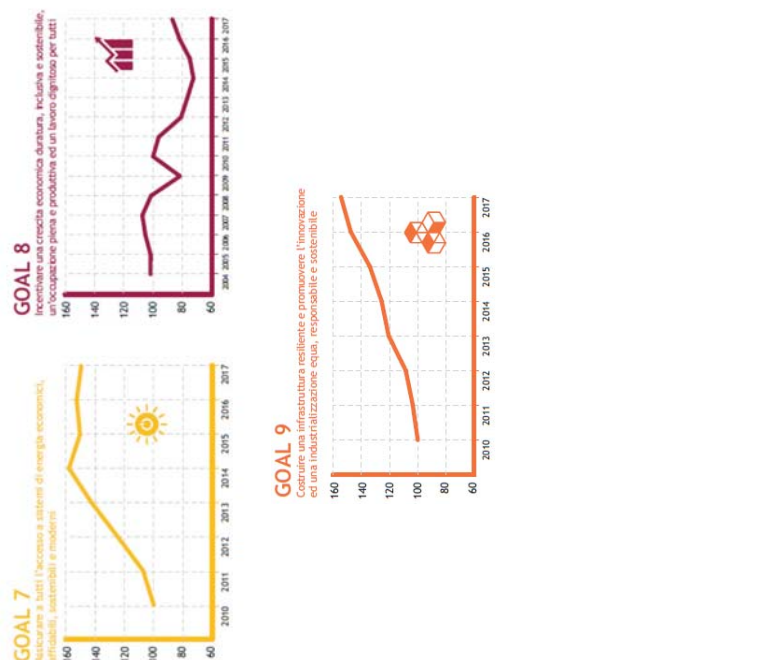 GOAL 7
Assicurare a tutti l'accesso a sistemi di energia economici,
affidabili, sostenibili e moderni
160
140
120
100
80
60
2010 2011 2012 2013 2014 2015 2016 2017
GOAL 8
Incentivare una crescita economica duratura, inclusiva e sostenibile,
un'occupazione piena e produttiva ed un lavoro dignitoso per tutti
160
140
120
100
80
60
2004 2005 2006 2007 2008 2009 2010 2011 2012 2013 2014 2015 2016 2017
GOAL 9
Costruire una infrastruttura resiliente e promuovere l'innovazione
ed una industrializzazione equa, responsabile e sostenibile
160
140
120
100
80
60
2010 2011 2012 2013 2014 2015 2016 2017